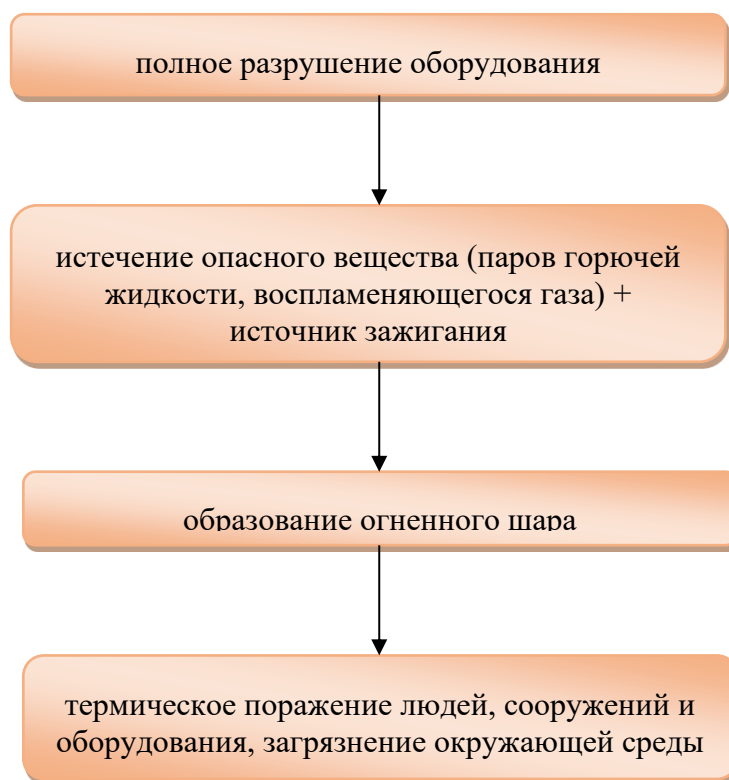 полное разрушение оборудования
истечение опасного вещества (паров горючей
жидкости, воспламеняющегося газа) +
источник зажигания
образование огненного шара
термическое поражение людей, сооружений и
оборудования, загрязнение окружающей среды